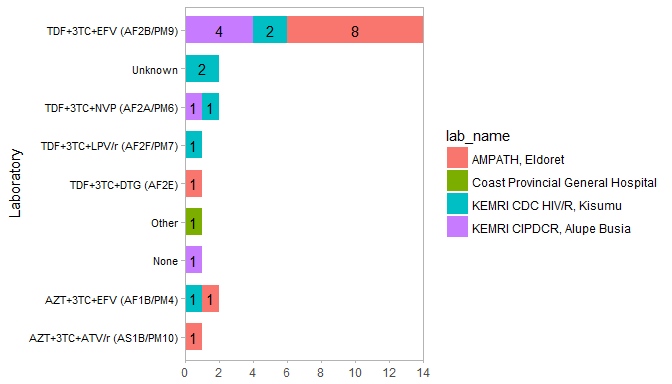 TDF+3TC+EFV (AF2B/PM9) 4 2 8
Unknown 2
TDF+3TC+NVP (AF2A/PM6) 1 1
TDF+3TC+LPV/r (AF2F/PM7) 1
TDF+3TC+DTG (AF2E) 1
Other 1
None 1
AZT+3TC+EFV (AF1B/PM4) 1 1
AZT+3TC+ATV/r (AS1B/PM10) 1
0 2 4 6 8 10 12 14
Laboratory
lab_name
AMPATH, Eldoret
Coast Provincial General Hospital
KEMRI CDC HIV/R, Kisumu
KEMRI CIPDCR, Alupe Busia